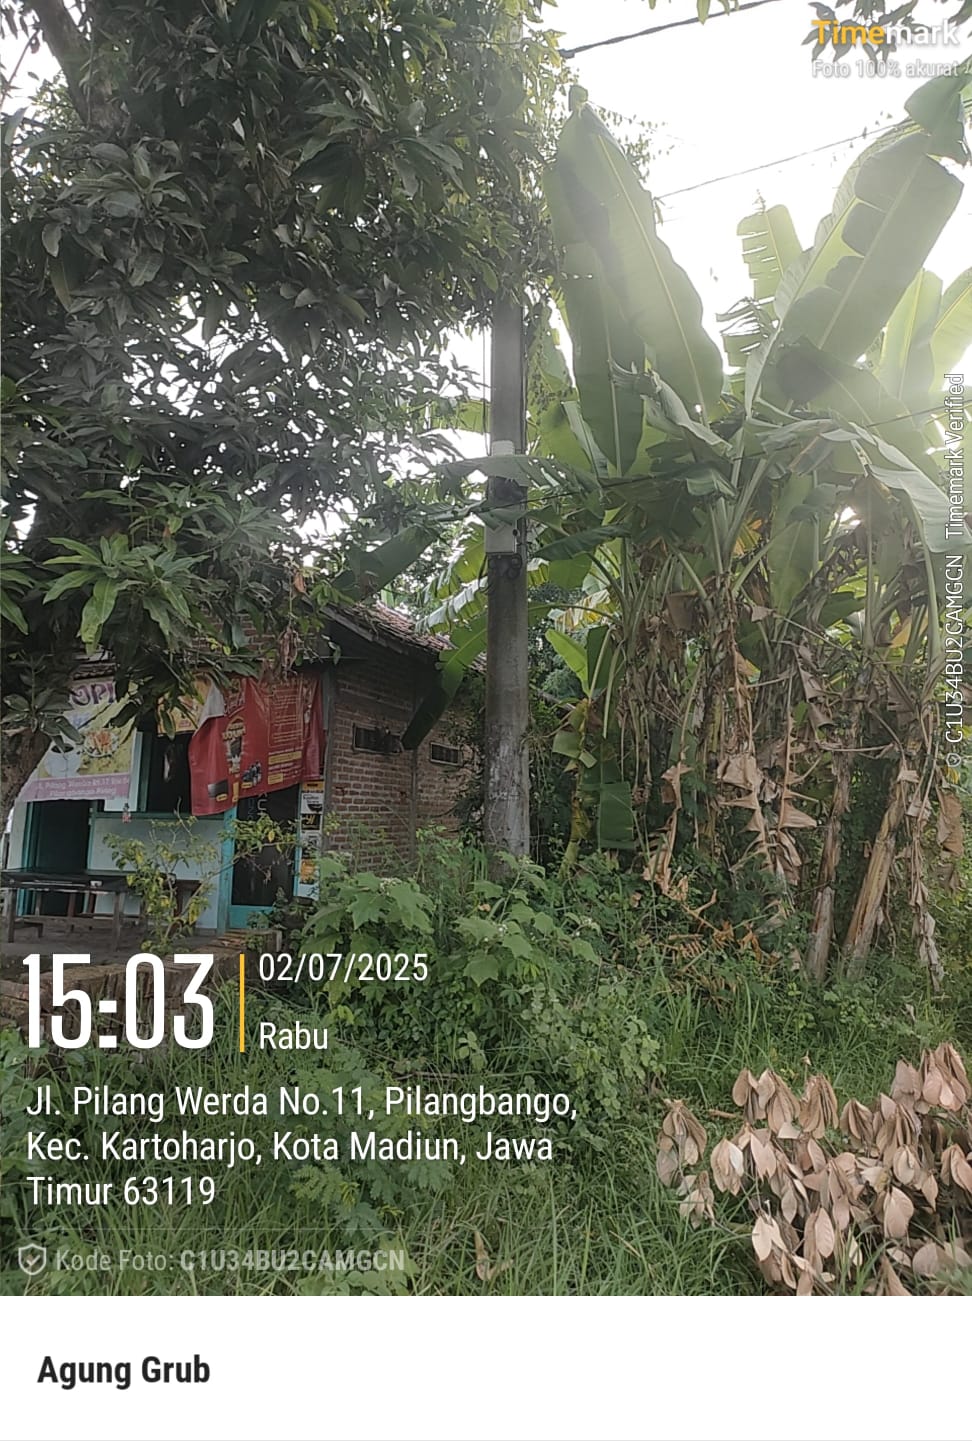 Timemark
Foto 100% akurat
© C1U34BU2CAMGCN Timemark Verified
Pilangbango
15:03
02/07/2025
Rabu
Jl. Pilang Werda No.11, Pilangbango,
Kec. Kartoharjo, Kota Madiun, Jawa
Timur 63119
Kode Foto: C1U34BU2CAMGCN
Agung Grub